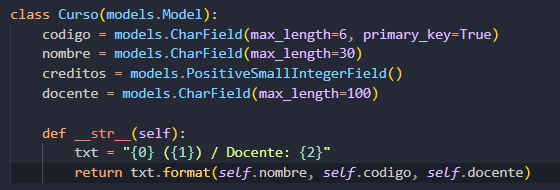 class Curso(models.Model):
    codigo = models.CharField(max_length=6, primary_key=True)
    nombre = models.CharField(max_length=30)
    creditos = models.PositiveSmallIntegerField()
    docente = models.CharField(max_length=100)

    def __str__(self):
        txt = "{0} ({1}) / Docente: {2}"
        return txt.format(self.nombre, self.codigo, self.docente)